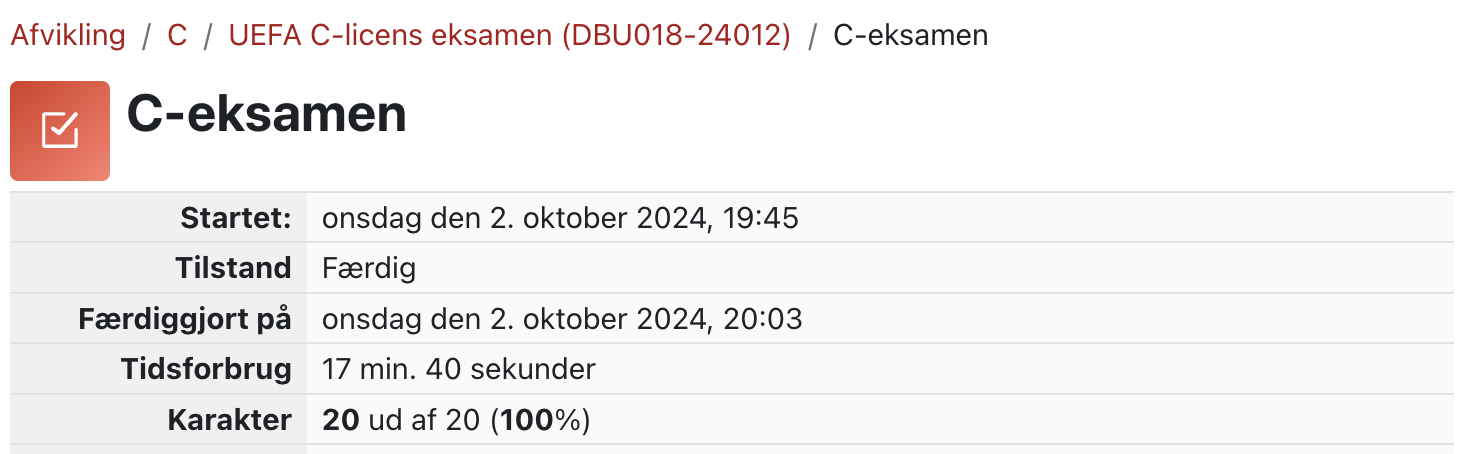 Afvikling / C / UEFA C-licens eksamen (DBU018-24012) / C-eksamen
C-eksamen
Startet: onsdag den 2. oktober 2024, 19:45
Tilstand Færdig
Færdiggjort på onsdag den 2. oktober 2024, 20:03
Tidsforbrug 17 min. 40 sekunder
Karakter 20 ud af 20 (100%)